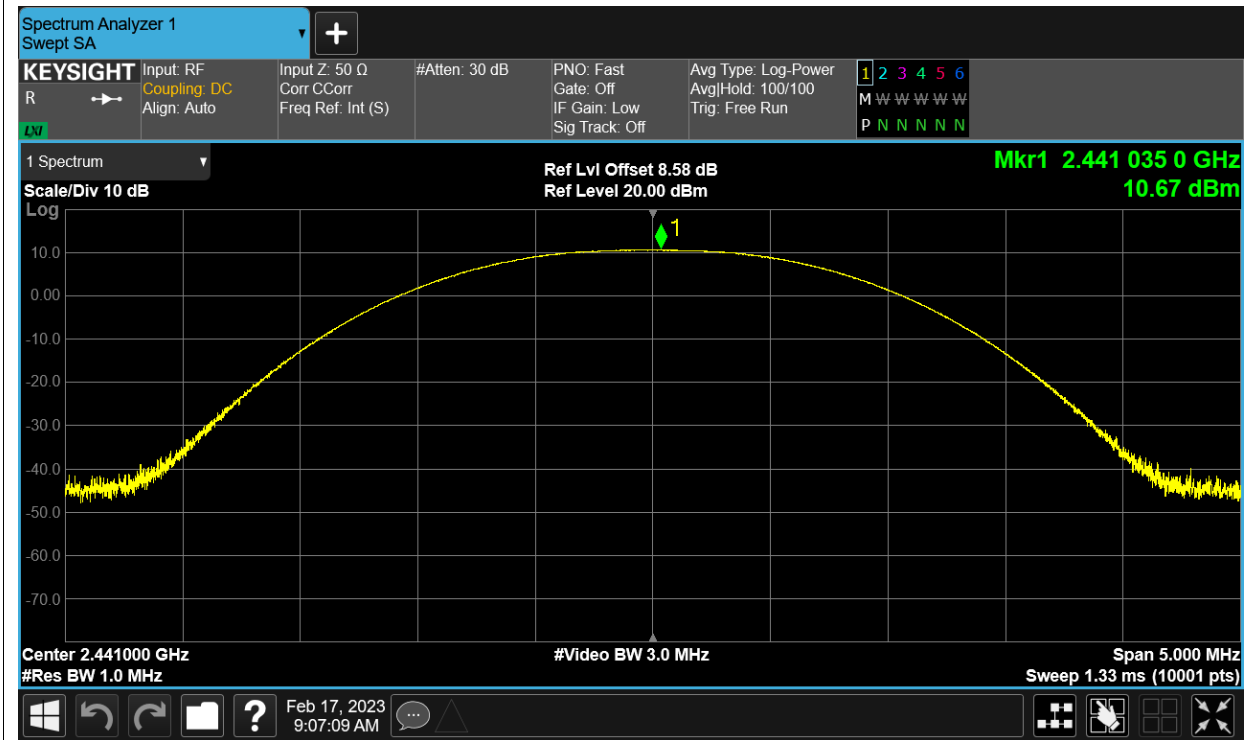 Spectrum Analyzer 1
Swept SA
KEYSIGHT
R
LXI
Input: RF
Coupling: DC
Align: Auto
Input Z: 50 Ω
Corr CCorr
Freq Ref: Int (S)
#Atten: 30 dB
PNO: Fast
Gate: Off
IF Gain: Low
Sig Track: Off
Avg Type: Log-Power
Avg|Hold: 100/100
Trig: Free Run
1 2 3 4 5 6
M W W W W W
P N N N N N
1 Spectrum
Scale/Div 10 dB
Log
Ref Lvl Offset 8.58 dB
Ref Level 20.00 dBm
Mkr1 2.441 035 0 GHz
10.67 dBm
1
10.0
0.00
-10.0
-20.0
-30.0
-40.0
-50.0
-60.0
-70.0
Center 2.441000 GHz
#Res BW 1.0 MHz
#Video BW 3.0 MHz
Span 5.000 MHz
Sweep 1.33 ms (10001 pts)
?
Feb 17, 2023
9:07:09 AM